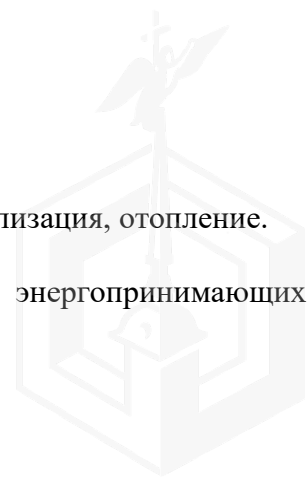 лизация, отопление.
энергопринимающих